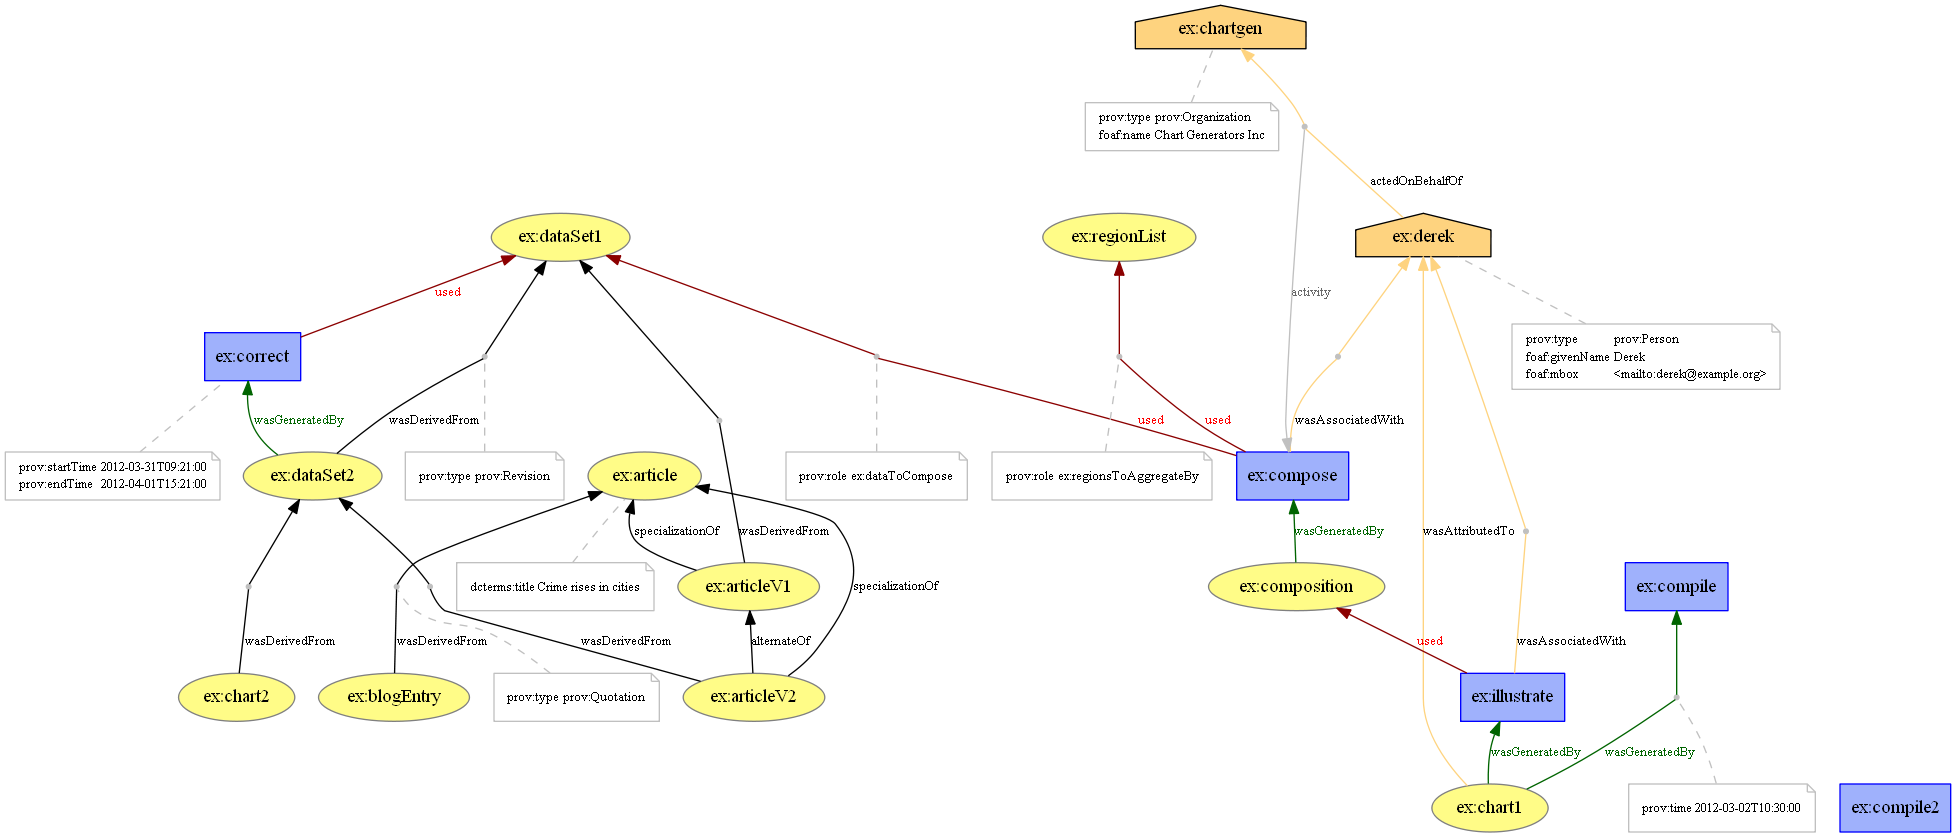 ex:chartgen
prov:type prov:Organization
foaf:name Chart Generators Inc
actedOnBehalfOf
ex:dataSet1
ex:regionList
ex:derek
used
activity
prov:type prov:Person
foaf:givenName Derek
foaf:mbox <mailto:derek@example.org>
ex:correct
wasGeneratedBy
wasDerivedFrom
used
used
wasAssociatedWith
prov:startTime 2012-03-31T09:21:00
prov:endTime 2012-04-01T15:21:00
ex:dataSet2
prov:type prov:Revision
ex:article
prov:role ex:dataToCompose
prov:role ex:regionsToAggregateBy
ex:compose
specializationOf
wasDerivedFrom
wasGeneratedBy
wasAttributedTo
dcterms:title Crime rises in cities
ex:articleV1
specializationOf
ex:composition
ex:compile
wasDerivedFrom
wasDerivedFrom
wasDerivedFrom
alternateOf
used
wasAssociatedWith
ex:chart2
ex:blogEntry
prov:type prov:Quotation
ex:articleV2
ex:illustrate
wasGeneratedBy
wasGeneratedBy
ex:chart1
prov:time 2012-03-02T10:30:00
ex:compile2